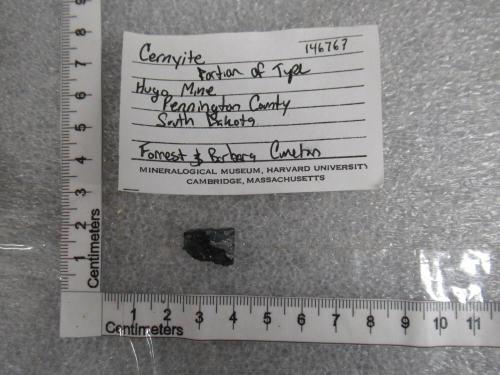 146767
Cernyite
Portion of Type
Hugo Mine
Pennington County
South Dakota
Forrest & Barbara Cureton
MINERALOGICAL MUSEUM, HARVARD UNIVERSITY
CAMBRIDGE, MASSACHUSETTS
8
7
6
5
4
3
2
1
Centimeters
1 2 3 4 5 6 7 8 9 10 11
Centimeters